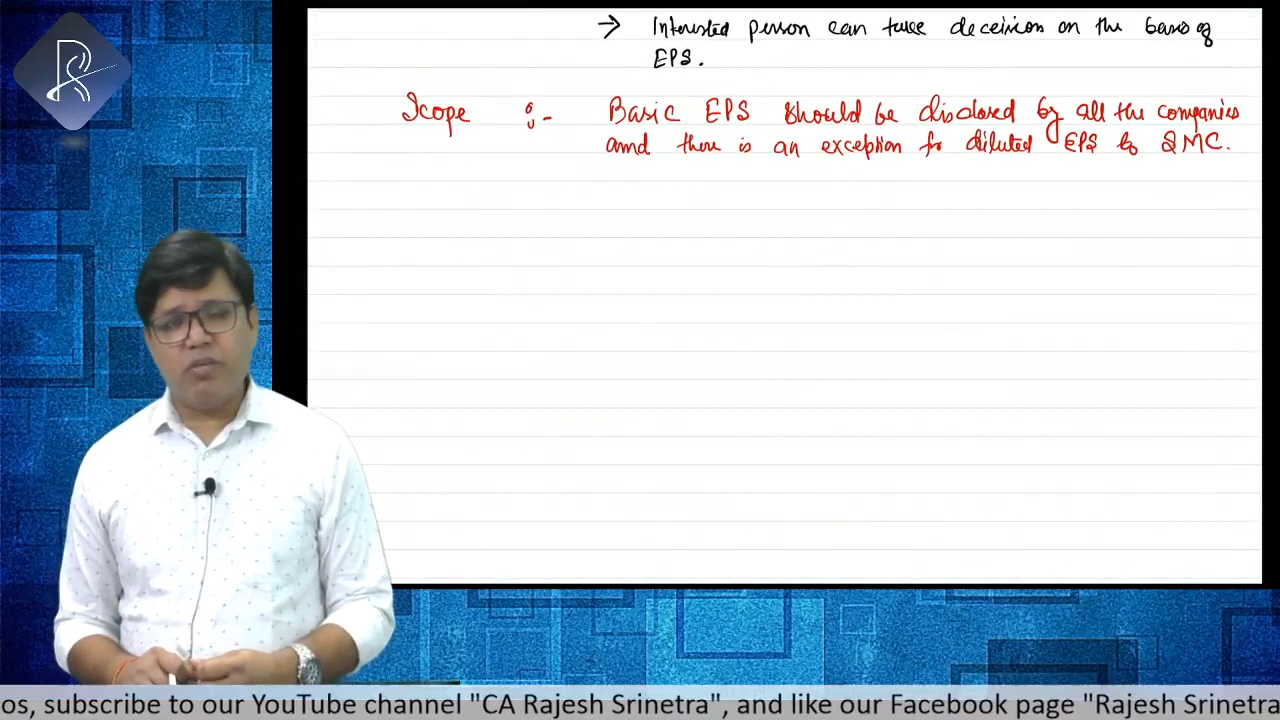 → Interested person can take deceision on the basis of
EPS.
Scope :- Basic EPS should be disclosed by all the companies
and there is an exception for diluted EPS to SMC.
os, subscribe to our YouTube channel "CA Rajesh Srinetra", and like our Facebook page "Rajesh Srinetra